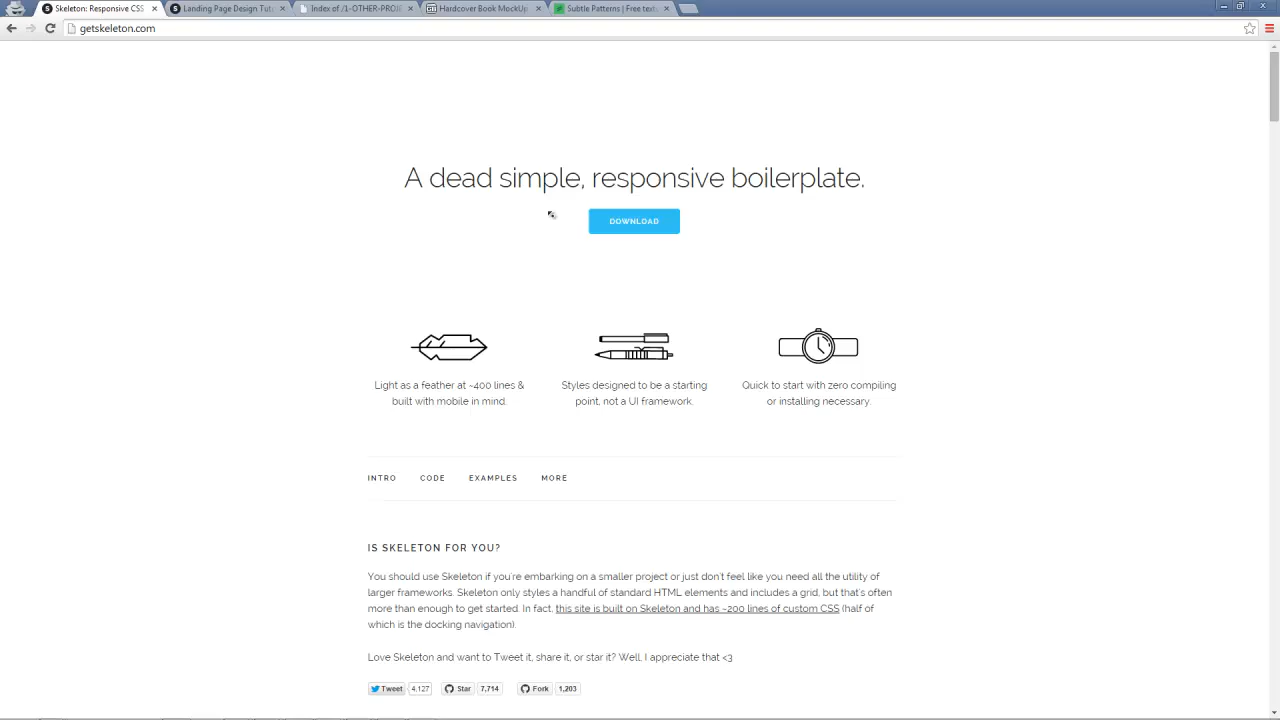 Skeleton: Responsive CSS
Landing Page Design Tut
Index of /1-OTHER-PROJE
Hardcover Book MockUp
Subtle Patterns | Free text
getskeleton.com
A dead simple, responsive boilerplate.
DOWNLOAD
Light as a feather at ~400 lines &
built with mobile in mind.
Styles designed to be a starting
point, not a UI framework.
Quick to start with zero compiling
or installing necessary.
INTRO CODE EXAMPLES MORE
IS SKELETON FOR YOU?
You should use Skeleton if you're embarking on a smaller project or just don't feel like you need all the utility of
larger frameworks. Skeleton only styles a handful of standard HTML elements and includes a grid, but that's often
more than enough to get started. In fact, this site is built on Skeleton and has ~200 lines of custom CSS (half of
which is the docking navigation).
Love Skeleton and want to Tweet it, share it, or star it? Well, I appreciate that <3
Tweet 4,127 Star 7,714 Fork 1,203